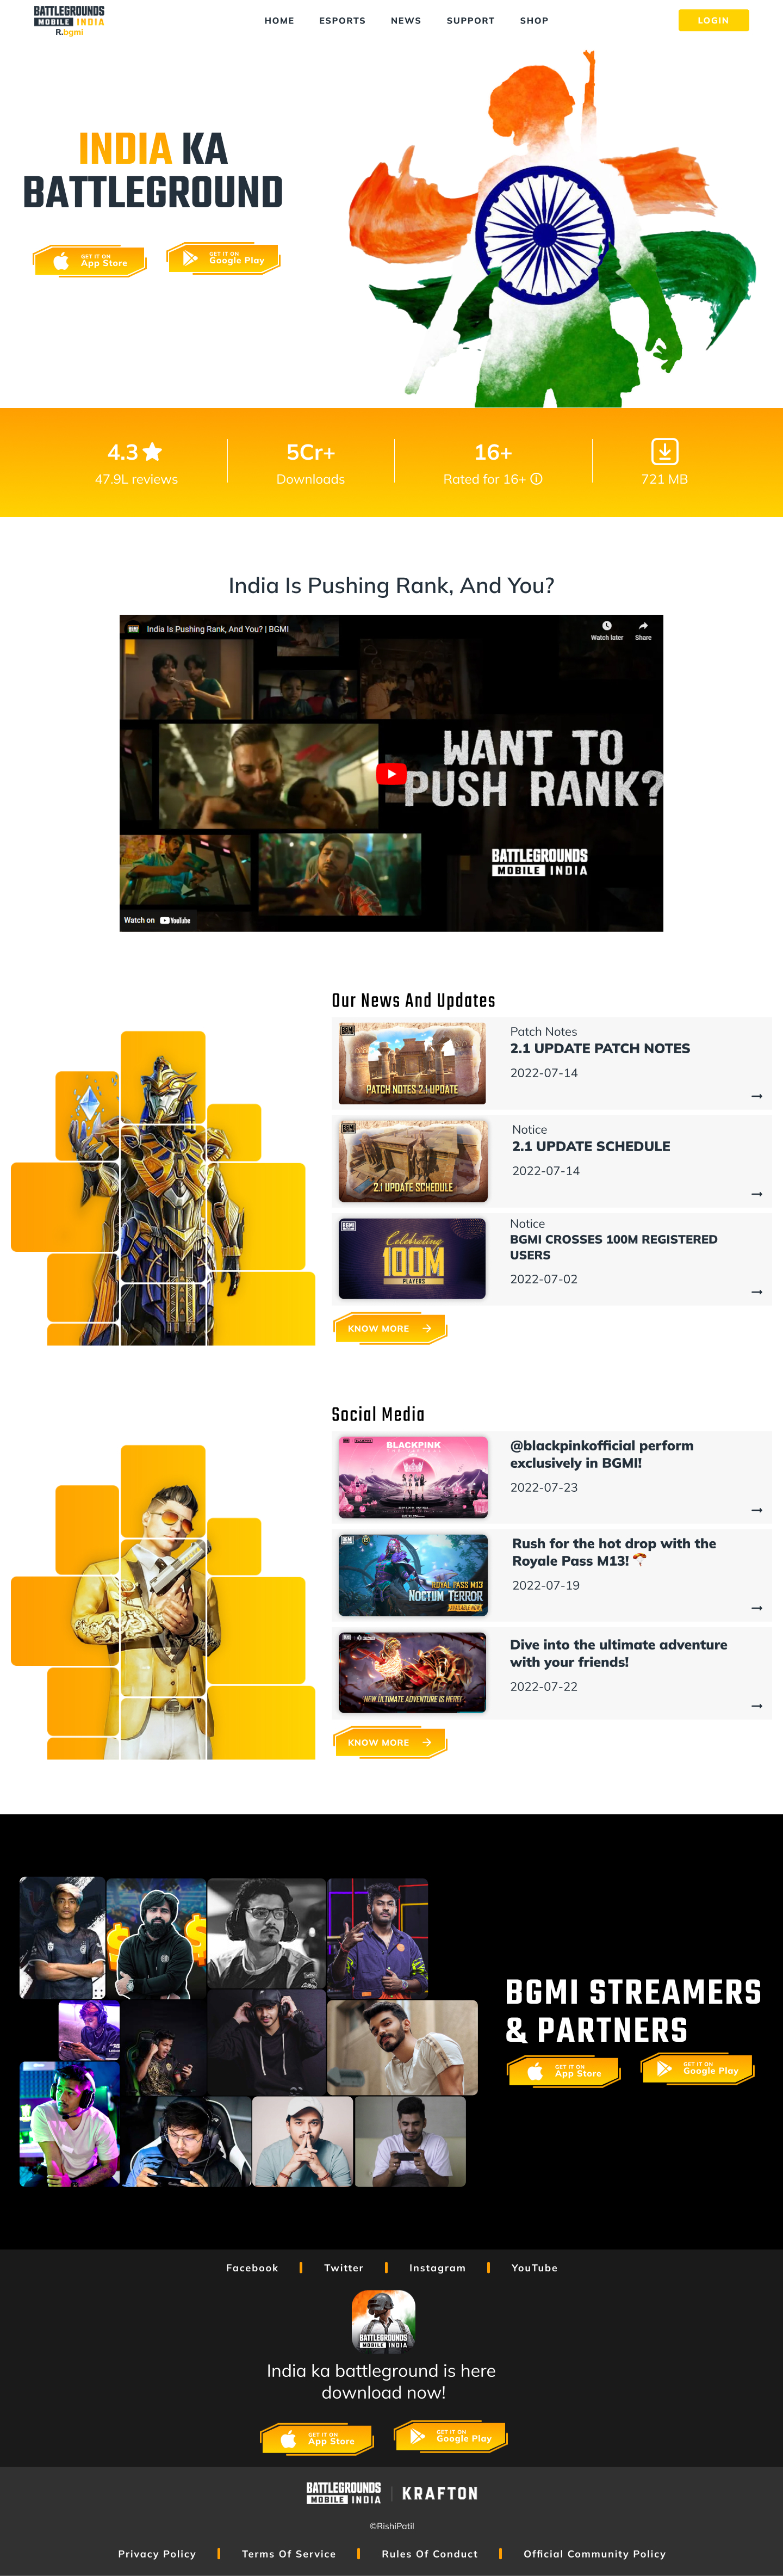 BATTLEGROUNDS
MOBILE INDIA
R.bgmi
HOME
ESPORTS
NEWS
SUPPORT
SHOP
LOGIN
INDIA KA
BATTLEGROUND
GET IT ON
App Store
GET IT ON
Google Play
4.3
47.9L reviews
5Cr+
Downloads
16+
Rated for 16+
721 MB
India Is Pushing Rank, And You?
India Is Pushing Rank, And You? | BGMI
Watch later
Share
WANT TO
PUSH RANK?
BATTLEGROUNDS
MOBILE INDIA
Watch on YouTube
Our News And Updates
BGMI
PATCH NOTES 2.1 UPDATE
Patch Notes
2.1 UPDATE PATCH NOTES
2022-07-14
BGMI
2.1 UPDATE SCHEDULE
Notice
2.1 UPDATE SCHEDULE
2022-07-14
BGMI
Celebrating
100M
PLAYERS
Notice
BGMI CROSSES 100M REGISTERED
USERS
2022-07-02
KNOW MORE
Social Media
BLACKPINK
@blackpinkofficial perform
exclusively in BGMI!
2022-07-23
ROYAL PASS M13
NOCTUM TERROR
AVAILABLE NOW
Rush for the hot drop with the
Royale Pass M13!
2022-07-19
NEW ULTIMATE ADVENTURE IS HERE!
Dive into the ultimate adventure
with your friends!
2022-07-22
KNOW MORE
BGMI STREAMERS
& PARTNERS
GET IT ON
App Store
GET IT ON
Google Play
Facebook
Twitter
Instagram
YouTube
BATTLEGROUNDS
MOBILE INDIA
India ka battleground is here
download now!
GET IT ON
App Store
GET IT ON
Google Play
BATTLEGROUNDS
MOBILE INDIA
KRAFTON
©RishiPatil
Privacy Policy
Terms Of Service
Rules Of Conduct
Official Community Policy